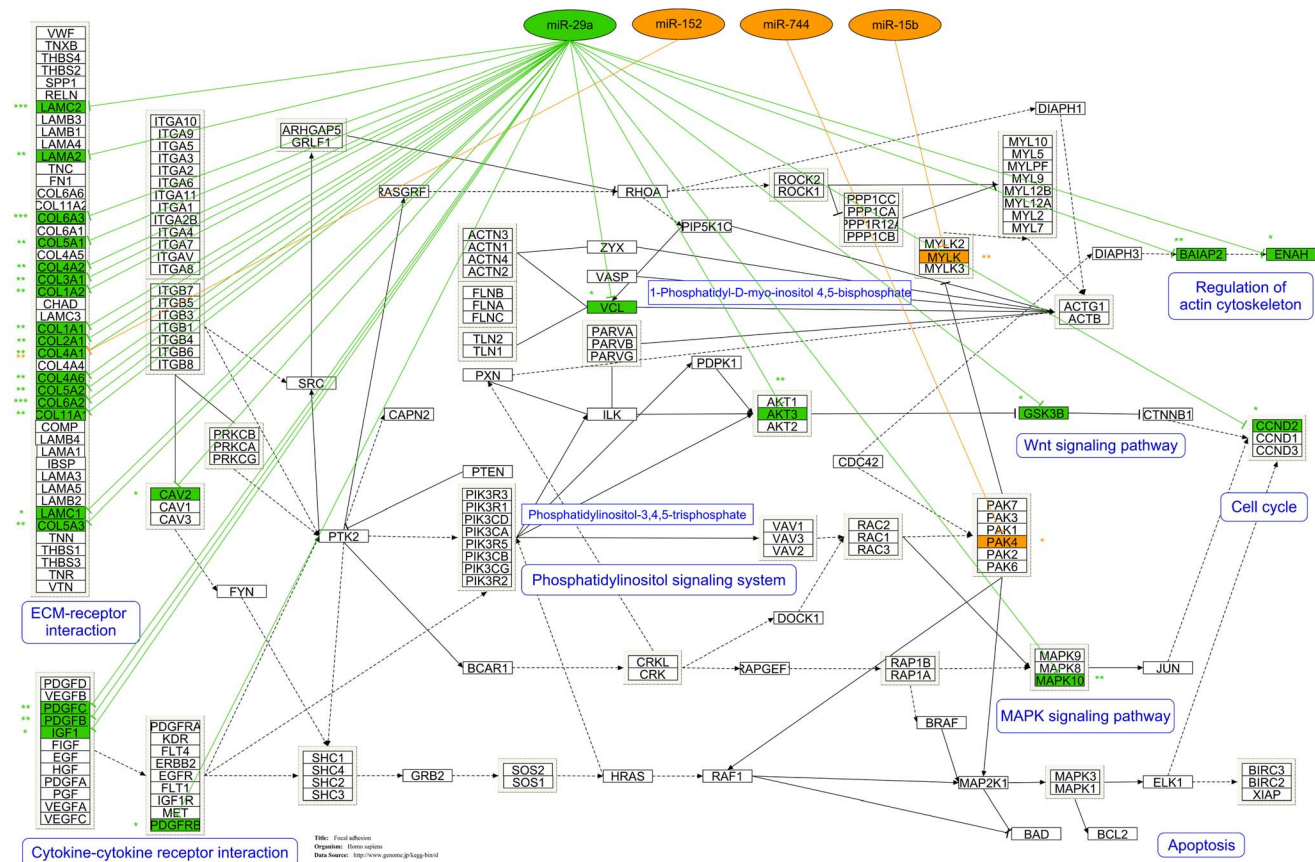 miR-29a
miR-152
miR-744
miR-15b
VWF
TNXB
THBS4
THBS2
SPP1
RELN
*** LAMC2
LAMB3
LAMB1
LAMA4
** LAMA2
TNC
FN1
COL6A6
COL11A2
*** COL6A3
COL6A1
** COL5A1
COL4A5
** COL4A2
** COL3A1
** COL1A2
CHAD
LAMC3
** COL1A1
** COL2A1
** COL4A1
**
COL4A4
** COL4A6
** COL5A2
*** COL6A2
** COL11A1
COMP
LAMB4
LAMA1
IBSP
LAMA3
LAMA5
LAMB2
* LAMC1
** COL5A3
TNN
THBS1
THBS3
TNR
VTN
ECM-receptor
interaction
PDGFD
VEGFB
** PDGFC
** PDGFB
* IGF1
FIGF
EGF
HGF
PDGFA
PGF
VEGFA
VEGFC
Cytokine-cytokine receptor interaction
ITGA10
ITGA9
ITGA5
ITGA3
ITGA2
ITGA6
ITGA11
ITGA1
ITGA2B
ITGA4
ITGA7
ITGAV
ITGA8
ITGB7
ITGB5
ITGB3
ITGB1
ITGB4
ITGB6
ITGB8
PRKCB
PRKCA
PRKCG
* CAV2
CAV1
CAV3
FYN
PDGFRA
KDR
FLT4
ERBB2
EGFR
FLT1
IGF1R
MET
* PDGFRB
ARHGAP5
GRLF1
RASGRF
SRC
CAPN2
PTK2
SHC1
SHC4
SHC2
SHC3
Title: Focal adhesion
Organism: Homo sapiens
Data Source: http://www.genome.jp/kegg-bin/sl
ACTN3
ACTN1
ACTN4
ACTN2
FLNB
FLNA
FLNC
TLN2
TLN1
PXN
PTEN
PIK3R3
PIK3R1
PIK3CD
PIK3CA
PIK3R5
PIK3CB
PIK3CG
PIK3R2
BCAR1
GRB2
SOS2
SOS1
RHOA
PIP5K1C
ZYX
VASP
1-Phosphatidyl-D-myo-inositol 4,5-bisphosphate
*
VCL
PARVA
PARVB
PARVG
PDPK1
ILK
**
AKT1
AKT3
AKT2
Phosphatidylinositol-3,4,5-trisphosphate
Phosphatidylinositol signaling system
VAV1
VAV3
VAV2
RAC2
RAC1
RAC3
DOCK1
CRKL
CRK
RAPGEF
RAP1B
RAP1A
HRAS
RAF1
BRAF
MAP2K1
BAD
ROCK2
ROCK1
PPP1CC
PPP1CA
PPP1R12A
PPP1CB
DIAPH1
MYL10
MYL5
MYLPF
MYL9
MYL12B
MYL12A
MYL2
MYL7
MYLK2
MYLK **
MYLK3
DIAPH3
**
BAIAP2
*
ENAH
Regulation of
actin cytoskeleton
ACTG1
ACTB
*
GSK3B
CTNNB1
Wnt signaling pathway
*
CCND2
CCND1
CCND3
Cell cycle
CDC42
PAK7
PAK3
PAK1
PAK4 *
PAK2
PAK6
MAPK9
MAPK8
MAPK10 **
JUN
MAPK signaling pathway
MAPK3
MAPK1
ELK1
BCL2
BIRC3
BIRC2
XIAP
Apoptosis